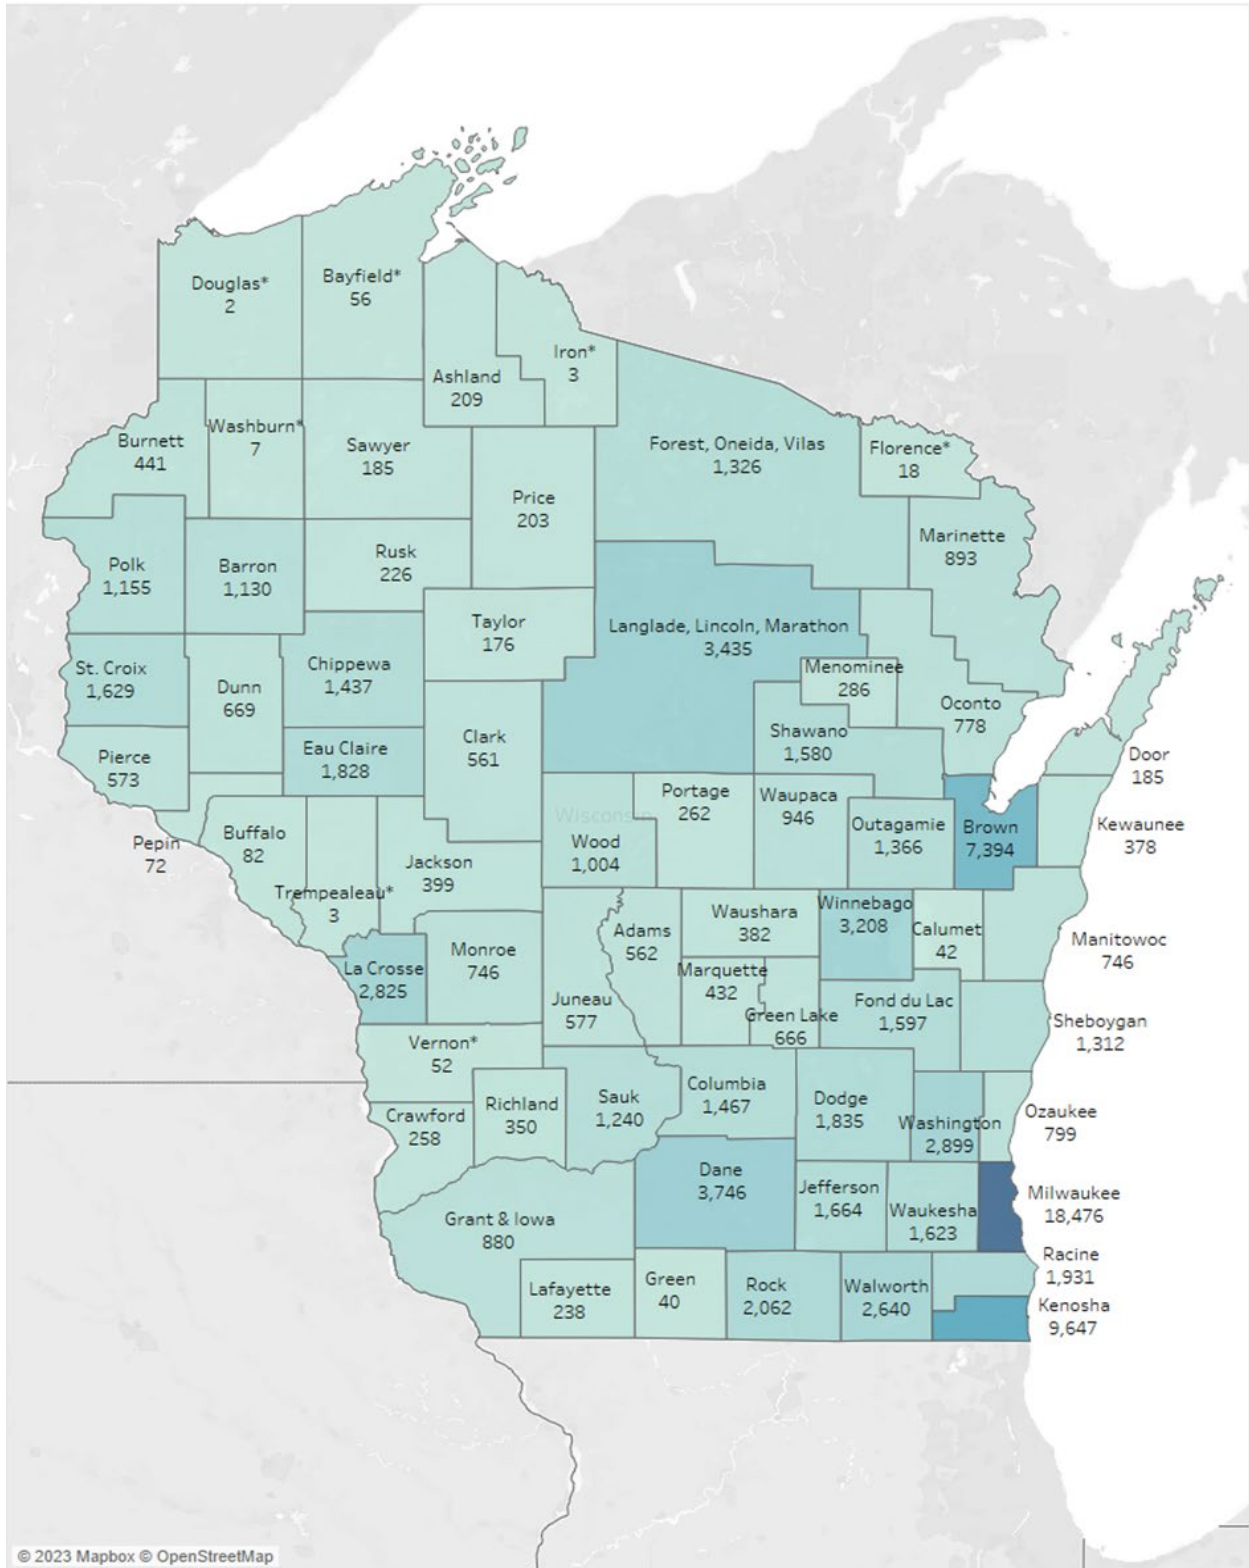 Douglas*
2
Bayfield*
56
Iron*
3
Ashland
209
Burnett
441
Washburn*
7
Sawyer
185
Forest, Oneida, Vilas
1,326
Florence*
18
Price
203
Marinette
893
Polk
1,155
Barron
1,130
Rusk
226
Taylor
176
Langlade, Lincoln, Marathon
3,435
Menominee
286
St. Croix
1,629
Dunn
669
Chippewa
1,437
Oconto
778
Shawano
1,580
Clark
561
Eau Claire
1,828
Pierce
573
Door
185
Portage
262
Waupaca
946
Wisconsin
Outagamie
1,366
Brown
7,394
Kewaunee
378
Pepin
72
Buffalo
82
Wood
1,004
Jackson
399
Trempealeau*
3
Waushara
382
Winnebago
3,208
Adams
562
Calumet
42
Manitowoc
746
Monroe
746
La Crosse
2,825
Marquette
432
Juneau
577
Green Lake
666
Fond du Lac
1,597
Sheboygan
1,312
Vernon*
52
Columbia
1,467
Sauk
1,240
Dodge
1,835
Richland
350
Crawford
258
Washington
2,899
Ozaukee
799
Dane
3,746
Jefferson
1,664
Waukesha
1,623
Milwaukee
18,476
Grant & Iowa
880
Racine
1,931
Lafayette
238
Green
40
Rock
2,062
Walworth
2,640
Kenosha
9,647
© 2023 Mapbox © OpenStreetMap